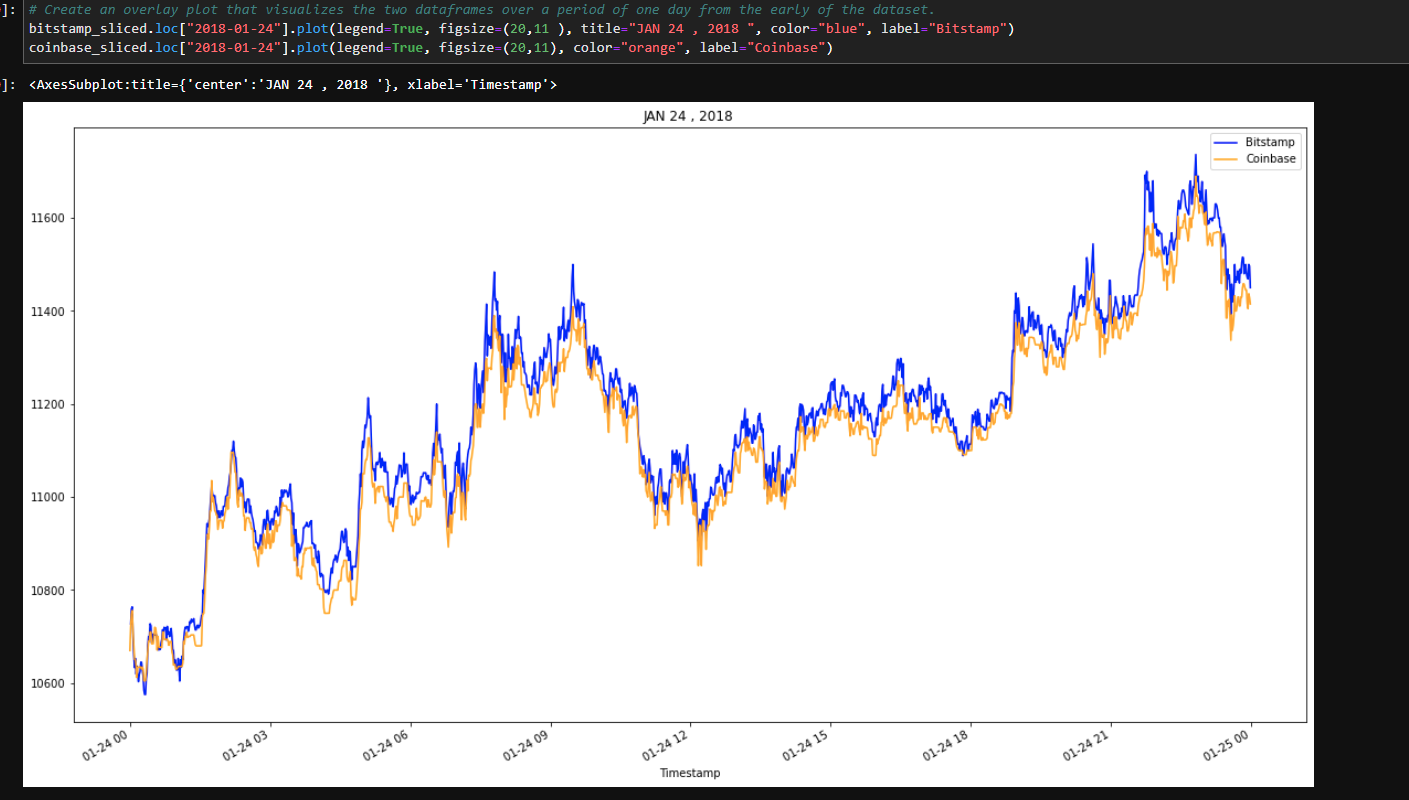 # Create an overlay plot that visualizes the two dataframes over a period of one day from the early of the dataset.
]: bitstamp_sliced.loc["2018-01-24"].plot(legend=True, figsize=(20,11 ), title="JAN 24 , 2018 ", color="blue", label="Bitstamp")
coinbase_sliced.loc["2018-01-24"].plot(legend=True, figsize=(20,11), color="orange", label="Coinbase")
]: <AxesSubplot:title={'center':'JAN 24 , 2018 '}, xlabel='Timestamp'>
JAN 24 , 2018
Bitstamp
Coinbase
11600
11400
11200
11000
10800
10600
01-24 00
01-24 03
01-24 06
01-24 09
01-24 12
01-24 15
01-24 18
01-24 21
01-25 00
Timestamp